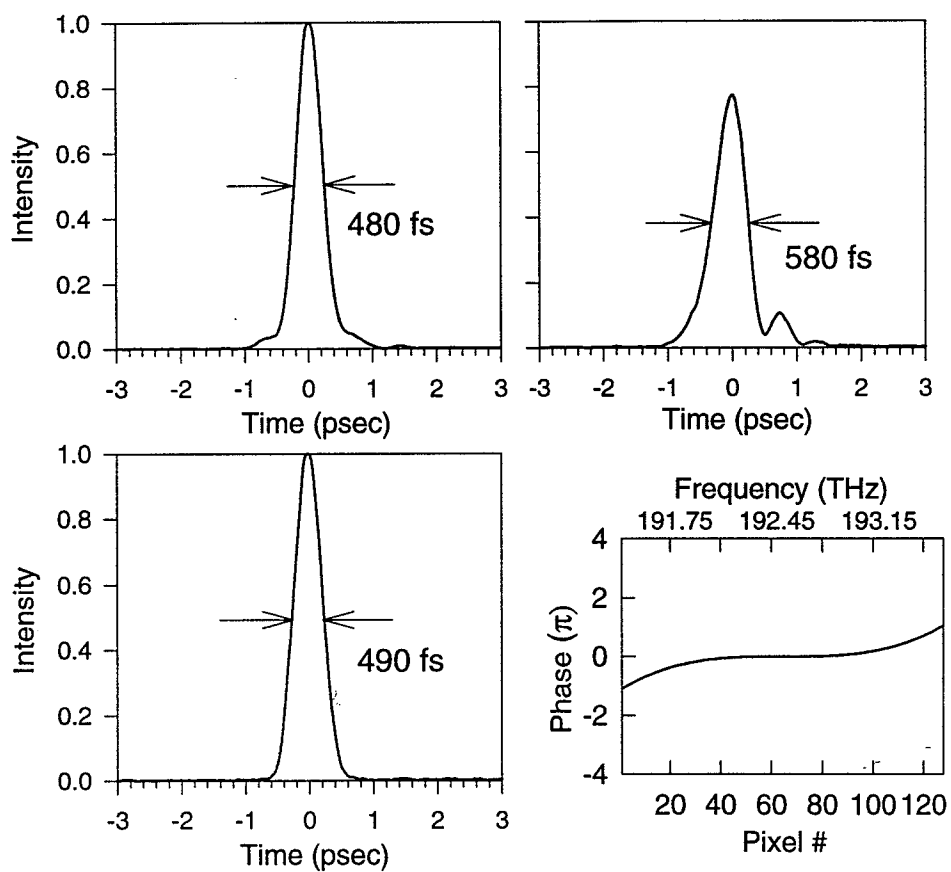 1.0
0.8
0.6
0.4
0.2
0.0
Intensity
480 fs
-3 -2 -1 0 1 2 3
Time (psec)
580 fs
-3 -2 -1 0 1 2 3
Time (psec)
1.0
0.8
0.6
0.4
0.2
0.0
Intensity
490 fs
-3 -2 -1 0 1 2 3
Time (psec)
Frequency (THz)
191.75 192.45 193.15
4
2
0
-2
-4
Phase (π)
20 40 60 80 100 120
Pixel #